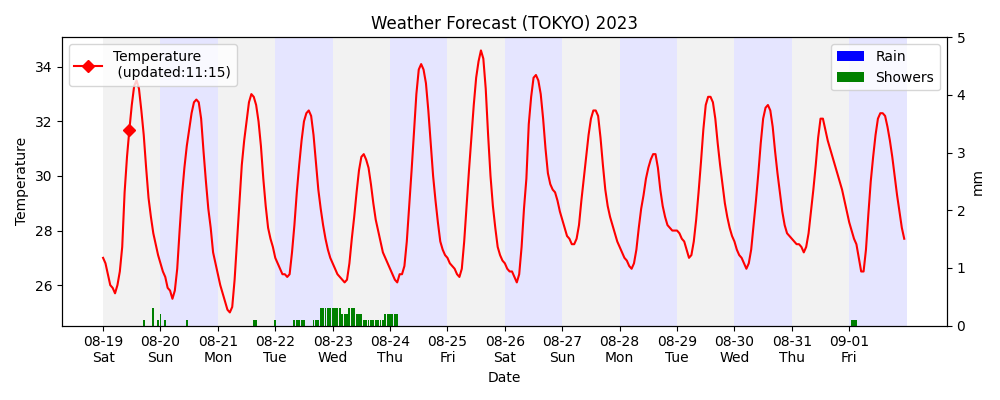 Weather Forecast (TOKYO) 2023
Temperature
(updated:11:15)
Rain
Showers
Temperature
34
32
30
28
26
5
4
3
2
1
0
mm
08-19 08-20 08-21 08-22 08-23 08-24 08-25 08-26 08-27 08-28 08-29 08-30 08-31 09-01
Sat Sun Mon Tue Wed Thu Fri Sat Sun Mon Tue Wed Thu Fri
Date